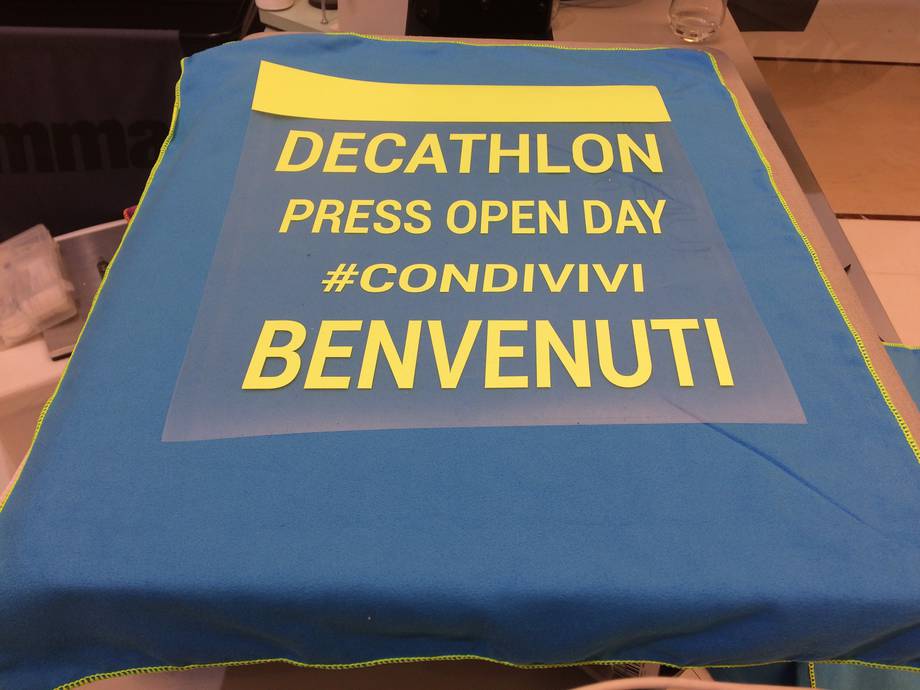 DECATHLON
PRESS OPEN DAY
#CONDIVIVI
BENVENUTI